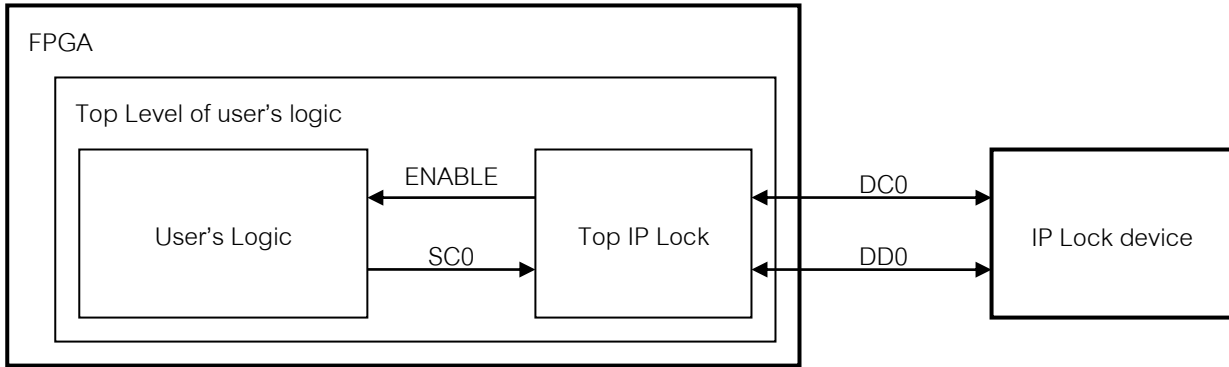 FPGA
Top Level of user’s logic
ENABLE
DC0
User’s Logic
Top IP Lock
IP Lock device
SC0
DD0